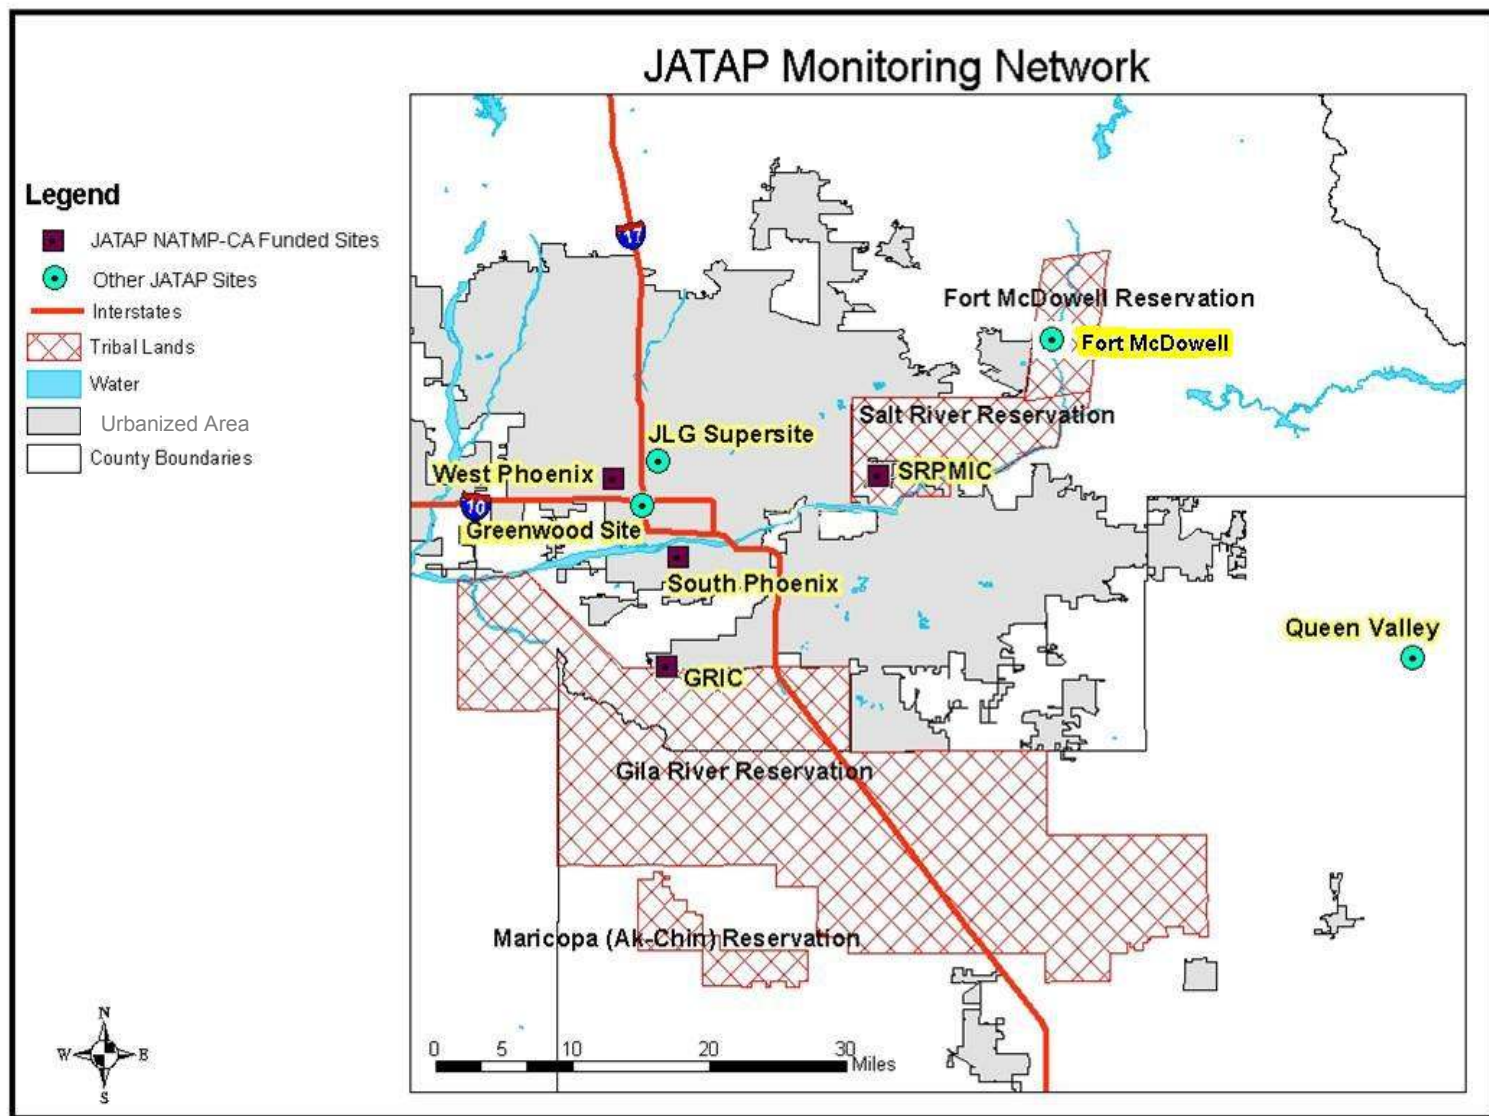 JATAP Monitoring Network
Legend
JATAP NATMP-CA Funded Sites
Other JATAP Sites
Interstates
Tribal Lands
Water
Urbanized Area
County Boundaries
17
Fort McDowell Reservation
Fort McDowell
Salt River Reservation
JLG Supersite
West Phoenix
SRPMIC
10
Greenwood Site
South Phoenix
Queen Valley
GRIC
Gila River Reservation
Maricopa (Ak-Chin) Reservation
N
W E
S
0 5 10 20 30
Miles